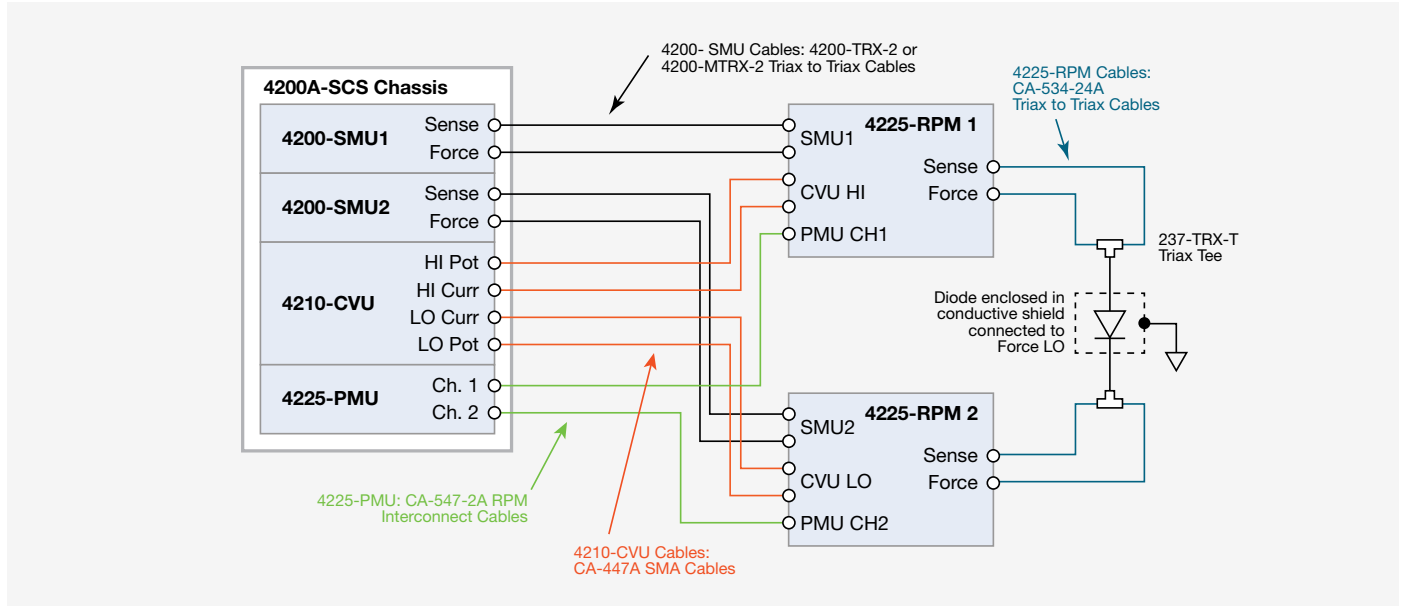 4200- SMU Cables: 4200-TRX-2 or
4200-MTRX-2 Triax to Triax Cables
4225-RPM Cables:
CA-534-24A
Triax to Triax Cables
4200A-SCS Chassis
4200-SMU1
Sense
Force
4200-SMU2
Sense
Force
4210-CVU
HI Pot
HI Curr
LO Curr
LO Pot
4225-PMU
Ch. 1
Ch. 2
4225-RPM 1
SMU1
CVU HI
PMU CH1
Sense
Force
237-TRX-T
Triax Tee
Diode enclosed in
conductive shield
connected to
Force LO
4225-RPM 2
SMU2
CVU LO
PMU CH2
Sense
Force
4225-PMU: CA-547-2A RPM
Interconnect Cables
4210-CVU Cables:
CA-447A SMA Cables